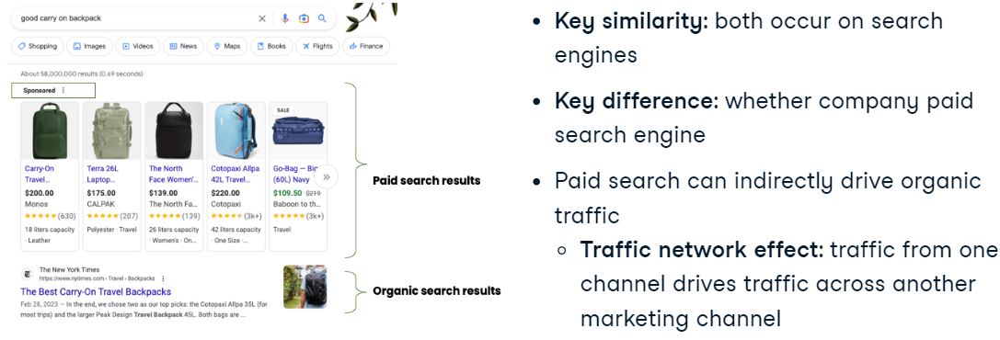 good carry on backpack
Shopping
Images
Videos
News
Maps
Books
Flights
Finance
About 58,000,000 results (0.69 seconds)
Sponsored
Carry-On
Travel...
$200.00
Monos
(630)
18 liters capacity
· Leather
Terra 26L
Laptop...
$175.00
CALPAK
(207)
Polyester · Travel
The North
Face Women'...
$139.00
The North Fa...
(139)
26 liters capacity
· Women's · On...
Cotopaxi Allpa
42L Travel...
$220.00
Cotopaxi
(3k+)
42 liters capacity
· One Size ·...
SALE
Go-Bag — Big
(60L) Navy
$109.50 $219
Baboon to th...
(3k+)
Travel
Paid search results
The New York Times
https://www.nytimes.com › Travel › Backpacks
The Best Carry-On Travel Backpacks
Feb 28, 2023 — In the end, we chose two as our top picks: the Cotopaxi Allpa 35L (for
most trips) and the larger Peak Design Travel Backpack 45L. Both bags are ...
Organic search results
• Key similarity: both occur on search
engines
• Key difference: whether company paid
search engine
• Paid search can indirectly drive organic
traffic
○ Traffic network effect: traffic from one
channel drives traffic across another
marketing channel